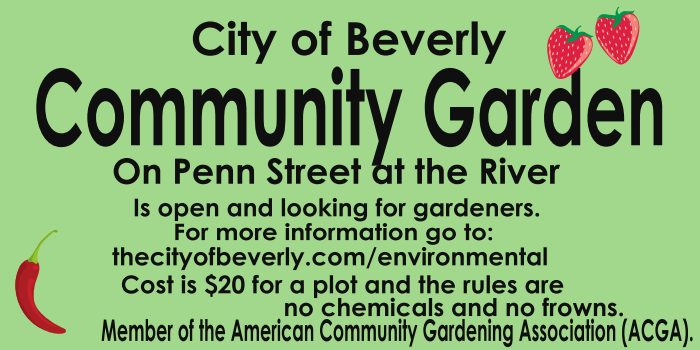 City of Beverly
Community Garden
On Penn Street at the River
Is open and looking for gardeners.
For more information go to:
thecityofbeverly.com/environmental
Cost is $20 for a plot and the rules are
no chemicals and no frowns.
Member of the American Community Gardening Association (ACGA).